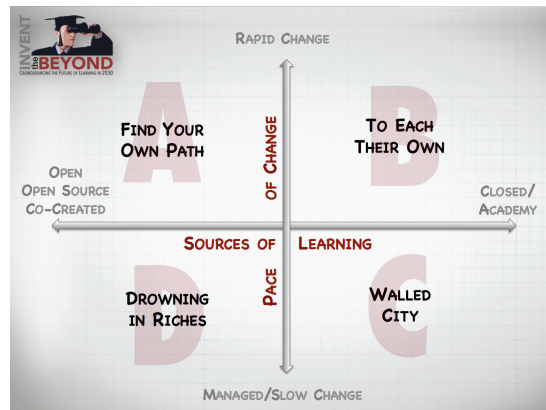 INVENT
the BEYOND
CROWDSOURCING THE FUTURE OF LEARNING IN 2030
RAPID CHANGE
A
B
FIND YOUR
OWN PATH
TO EACH
THEIR OWN
OPEN
OPEN SOURCE
CO-CREATED
CLOSED/
ACADEMY
SOURCES OF LEARNING
PACE OF CHANGE
D
C
DROWNING
IN RICHES
WALLED
CITY
MANAGED/SLOW CHANGE